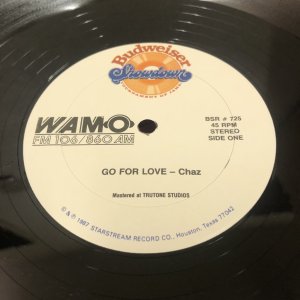 Budweiser
Showdown
WAMO
FM 106/860 AM
BSR # 725
45 RPM
STEREO
SIDE ONE
GO FOR LOVE – Chaz
Mastered at TRUTONE STUDIOS
© & ℗ 1987 STARSTREAM RECORD CO., Houston, Texas 77042